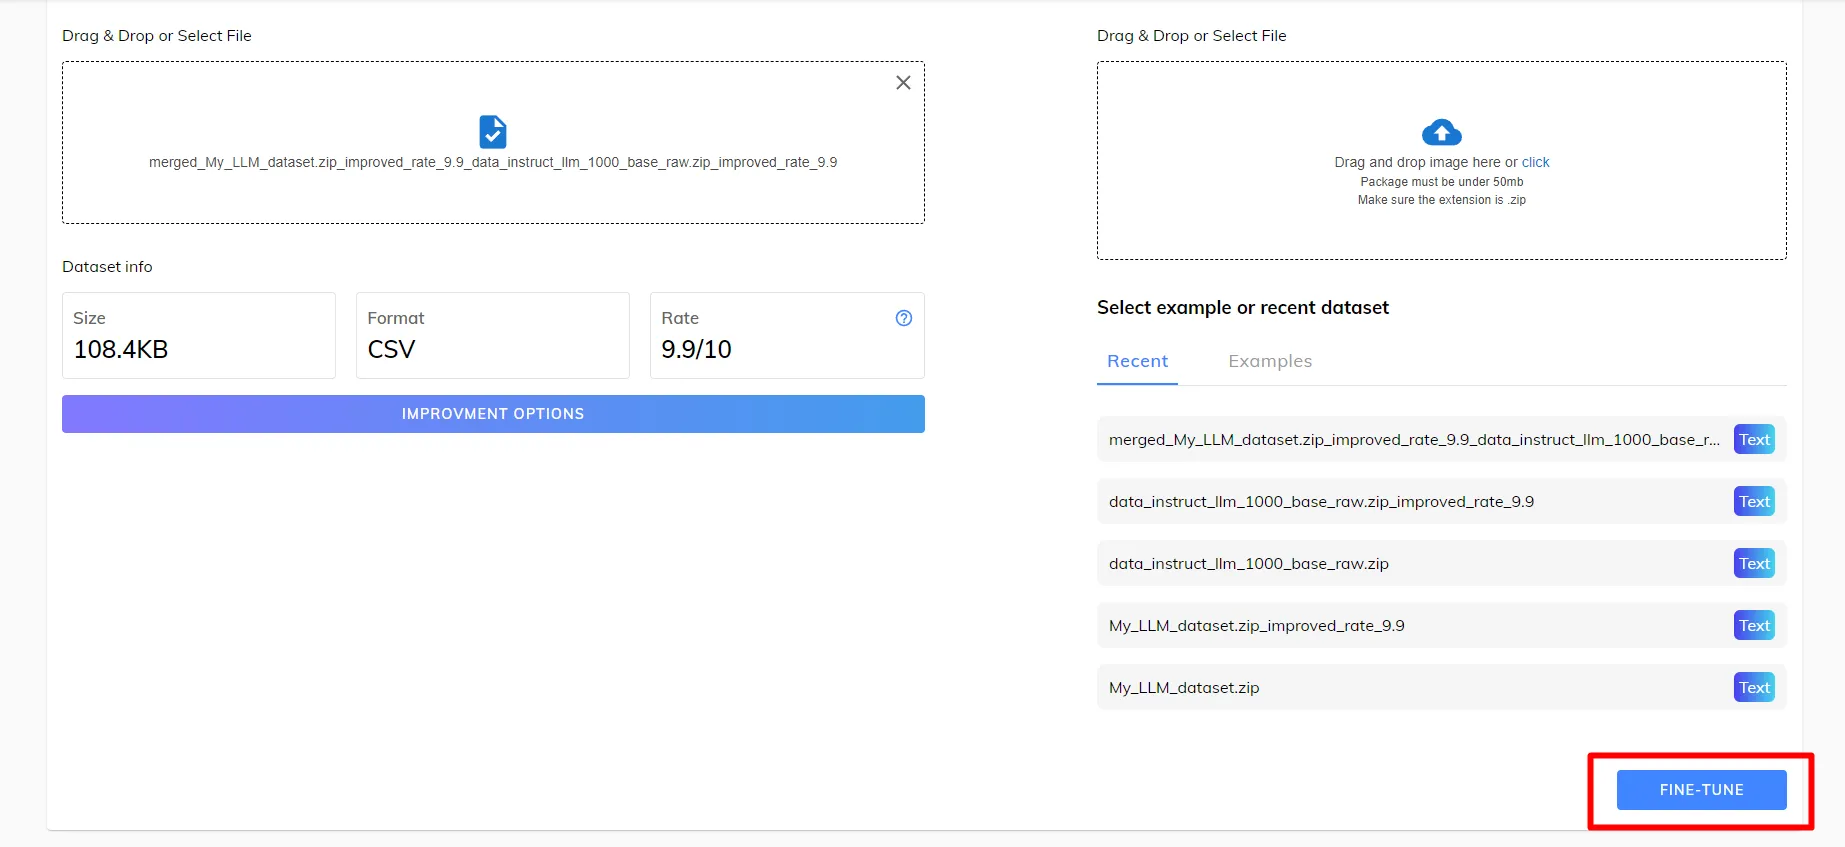 Drag & Drop or Select File
merged_My_LLM_dataset.zip_improved_rate_9.9_data_instruct_llm_1000_base_raw.zip_improved_rate_9.9
Dataset info
Size
108.4KB
Format
CSV
Rate
9.9/10
IMPROVMENT OPTIONS
Drag & Drop or Select File
Drag and drop image here or click
Package must be under 50mb
Make sure the extension is .zip
Select example or recent dataset
Recent
Examples
merged_My_LLM_dataset.zip_improved_rate_9.9_data_instruct_llm_1000_base_r... Text
data_instruct_llm_1000_base_raw.zip_improved_rate_9.9 Text
data_instruct_llm_1000_base_raw.zip Text
My_LLM_dataset.zip_improved_rate_9.9 Text
My_LLM_dataset.zip Text
FINE-TUNE